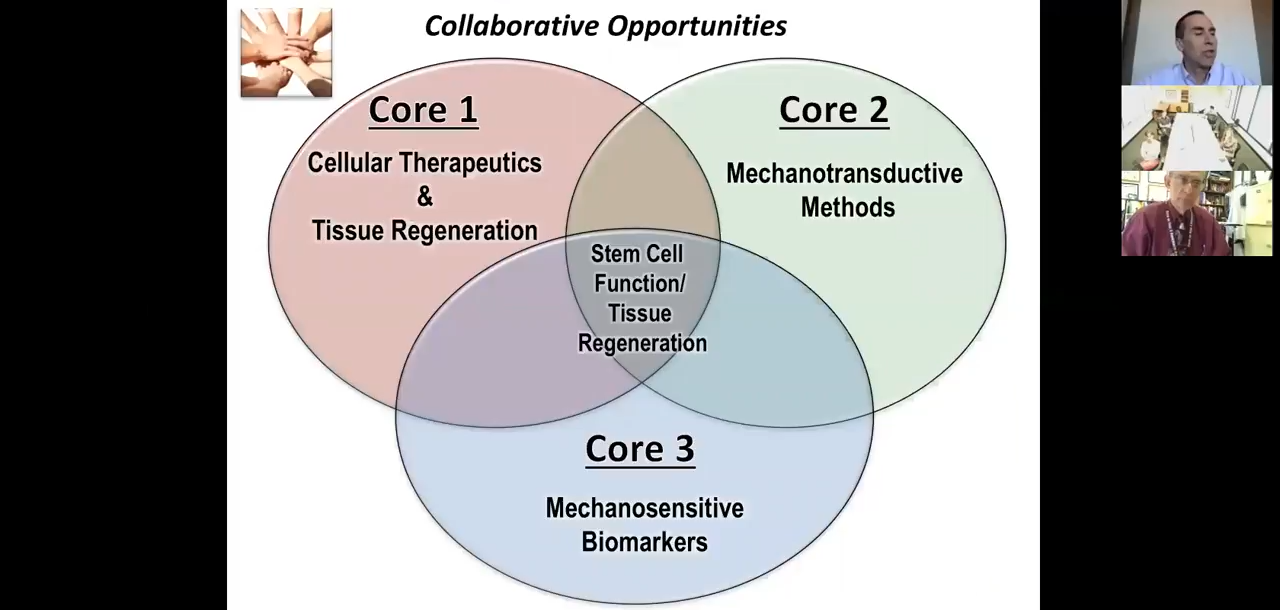 Collaborative Opportunities
Core 1
Cellular Therapeutics
&
Tissue Regeneration
Core 2
Mechanotransductive
Methods
Stem Cell
Function/
Tissue
Regeneration
Core 3
Mechanosensitive
Biomarkers